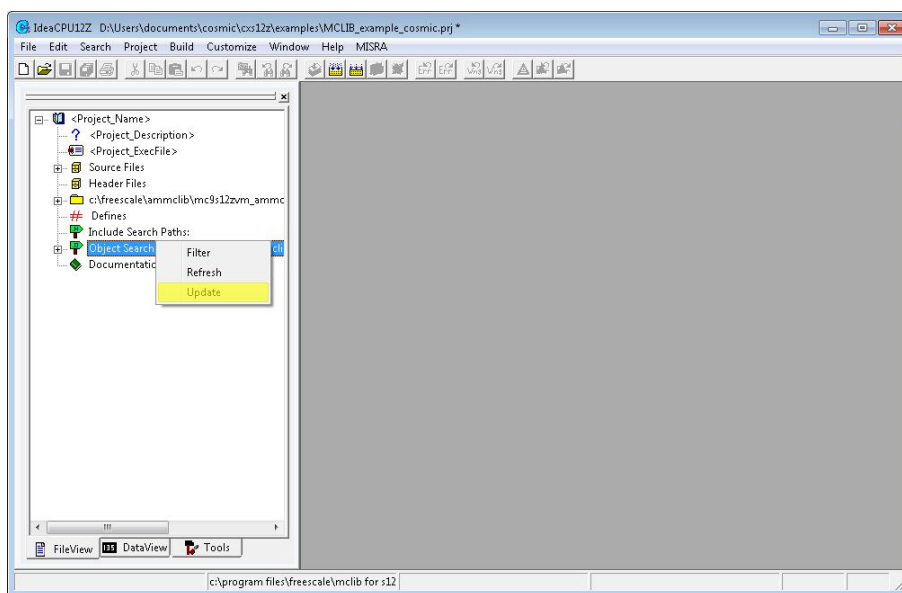 IdeaCPU12Z D:\Users\documents\cosmic\cxs12z\examples\MCLIB_example_cosmic.prj *
File Edit Search Project Build Customize Window Help MISRA
<Project_Name>
? <Project_Description>
<Project_ExecFile>
Source Files
Header Files
c:\freescale\ammclib\mc9s12zvm_ammc
# Defines
Include Search Paths:
Object Search
Filter
Documentatic
Refresh
Update
FileView DataView Tools
c:\program files\freescale\mclib for s12